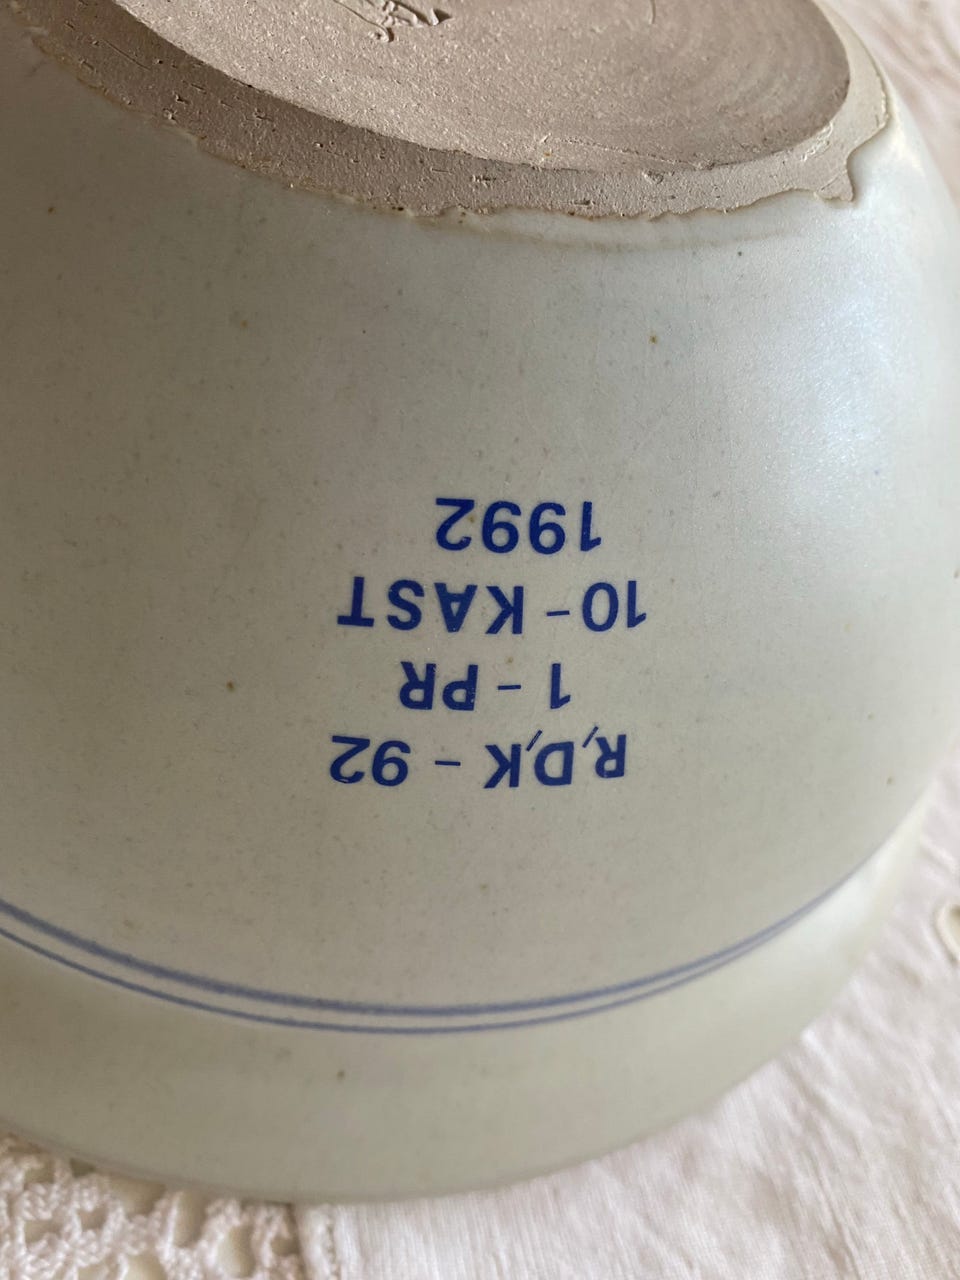 R,D,K - 92
1 - PR
10 - KAST
1992